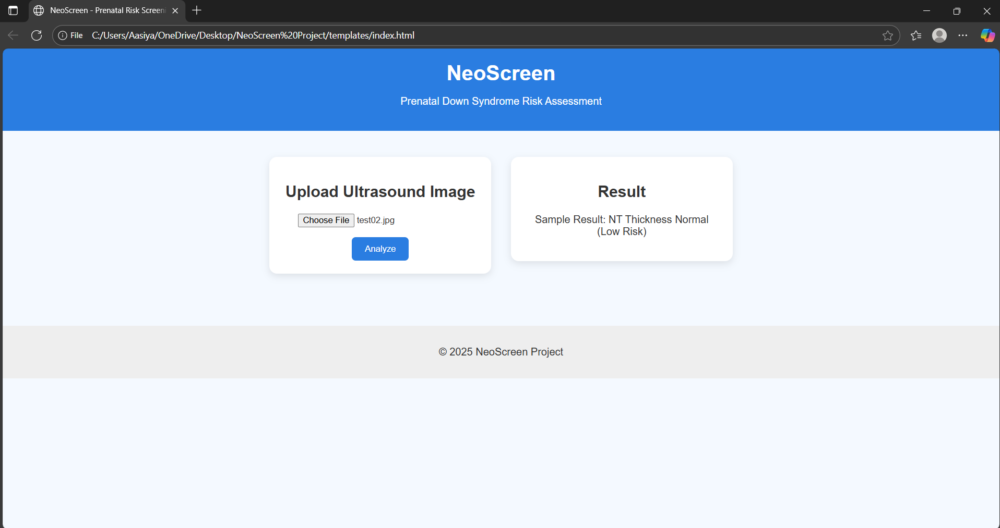 NeoScreen - Prenatal Risk Screeni
File C:/Users/Aasiya/OneDrive/Desktop/NeoScreen%20Project/templates/index.html
NeoScreen
Prenatal Down Syndrome Risk Assessment
Upload Ultrasound Image
Choose File test02.jpg
Analyze
Result
Sample Result: NT Thickness Normal
(Low Risk)
© 2025 NeoScreen Project